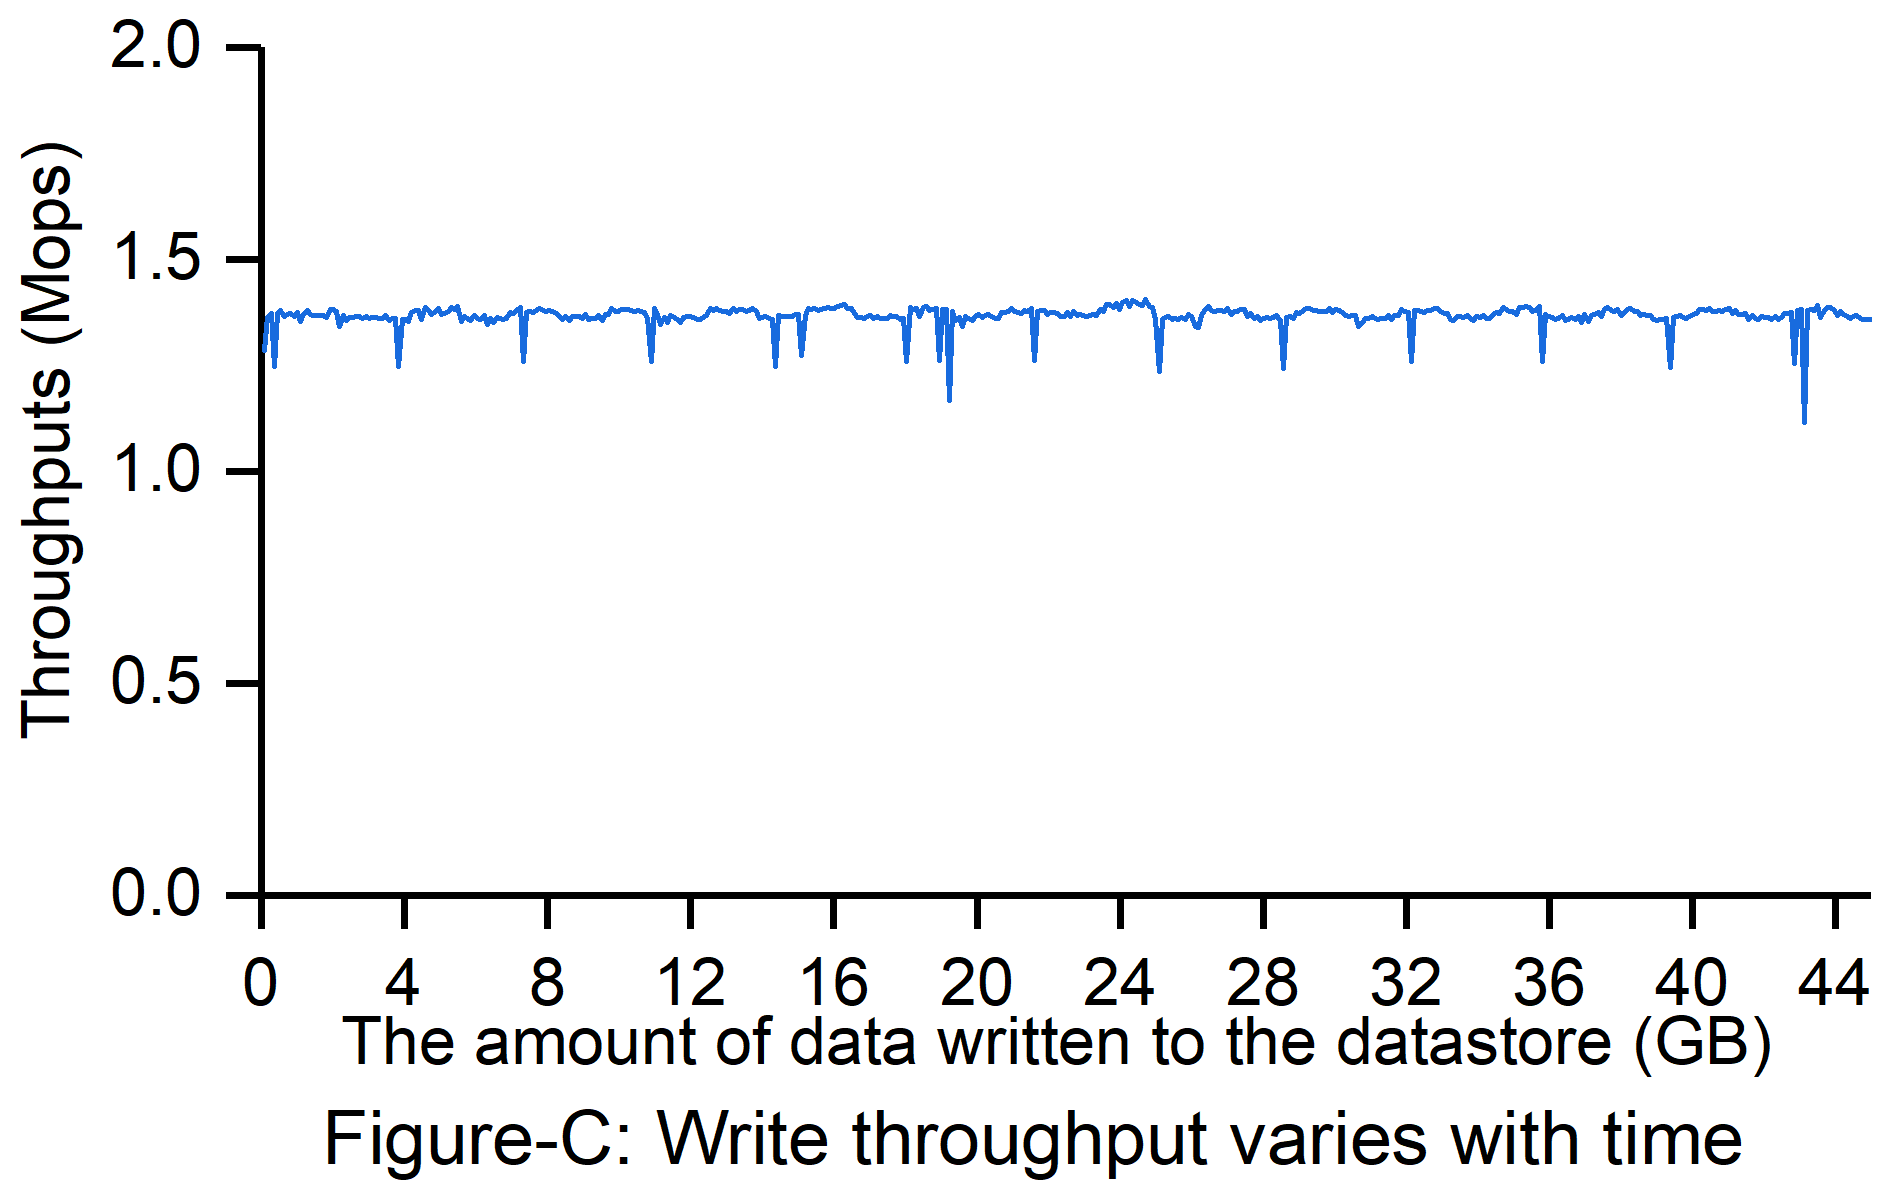 2.0
1.5
1.0
0.5
0.0
Throughputs (Mops)
0 4 8 12 16 20 24 28 32 36 40 44
The amount of data written to the datastore (GB)
Figure-C: Write throughput varies with time